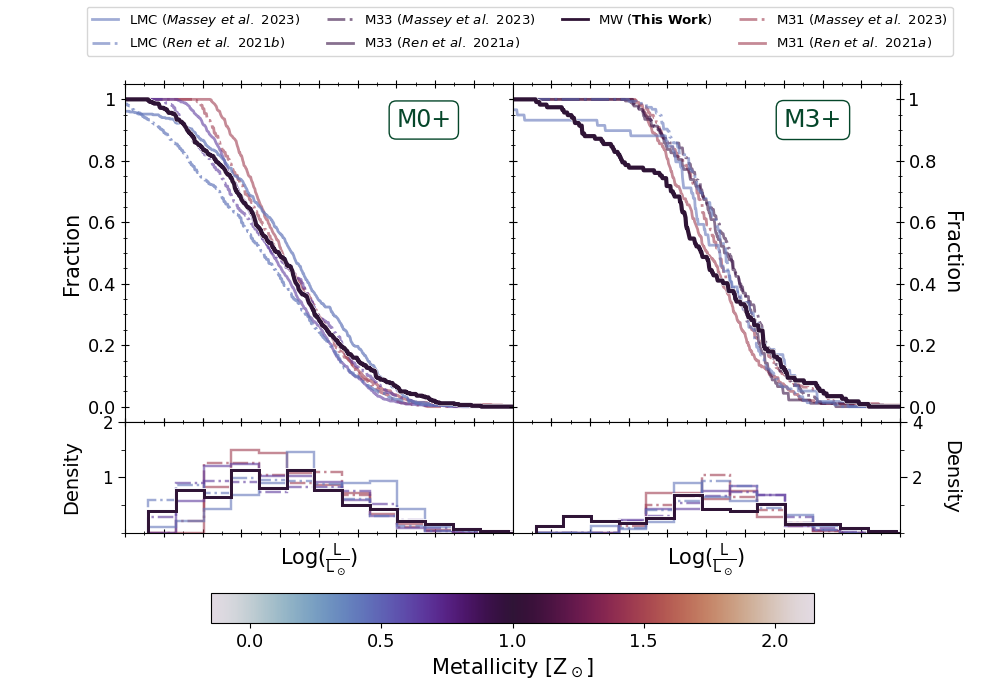 LMC (Massey et al. 2023) M33 (Massey et al. 2023) MW (This Work) M31 (Massey et al. 2023)
LMC (Ren et al. 2021b) M33 (Ren et al. 2021a) M31 (Ren et al. 2021a)
M0+ M3+
1 1
0.8 0.8
0.6 0.6
0.4 0.4
0.2 0.2
0.0 0.0
Fraction Fraction
2 4
1 2
Density Density
Log(L/L⊙) Log(L/L⊙)
0.0 0.5 1.0 1.5 2.0
Metallicity [Z⊙]